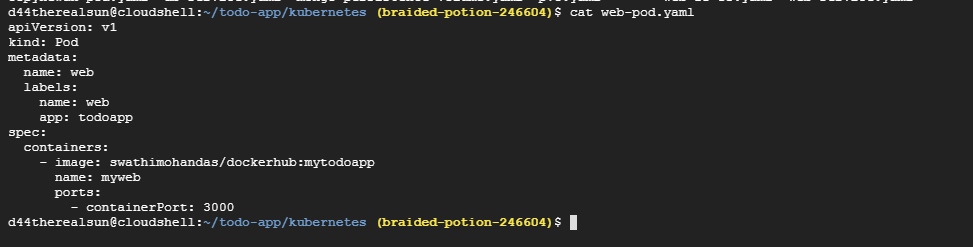 d44therealsun@cloudshell:~/todo-app/kubernetes (braided-potion-246604)$ cat web-pod.yaml
apiVersion: v1
kind: Pod
metadata:
  name: web
  labels:
    name: web
    app: todoapp
spec:
  containers:
    - image: swathimohandas/dockerhub:mytodoapp
      name: myweb
      ports:
        - containerPort: 3000
d44therealsun@cloudshell:~/todo-app/kubernetes (braided-potion-246604)$